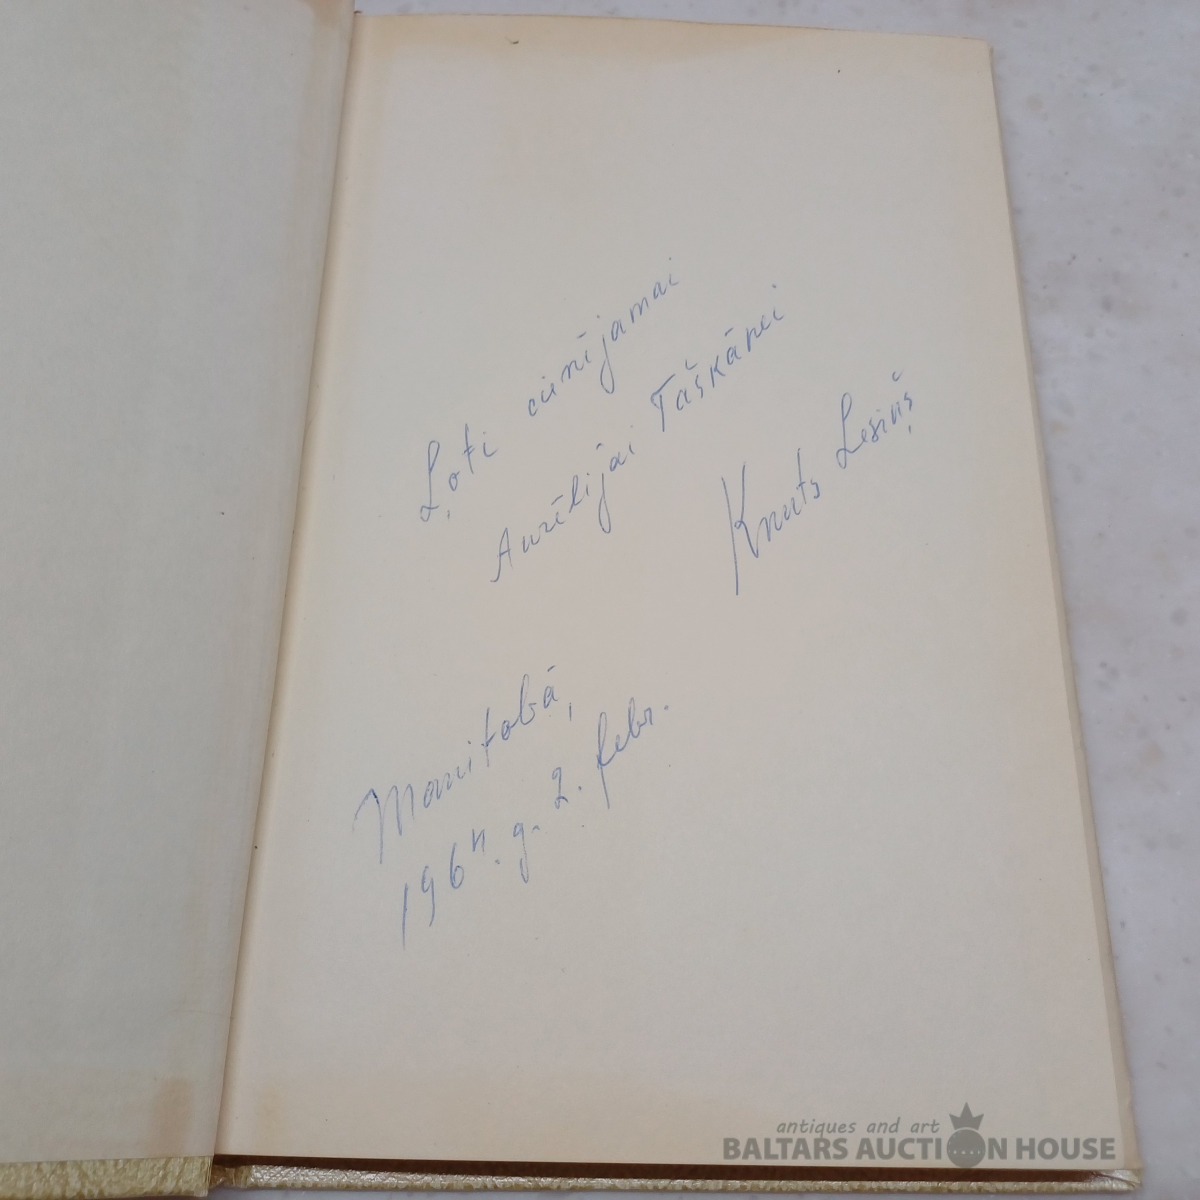 Ļoti cienījamai
Aurēlijai Taškānei
Knuts Lesiņš
Manitobā,
1964. g. 2. febr.
antiques and art
BALTARS AUCTION HOUSE